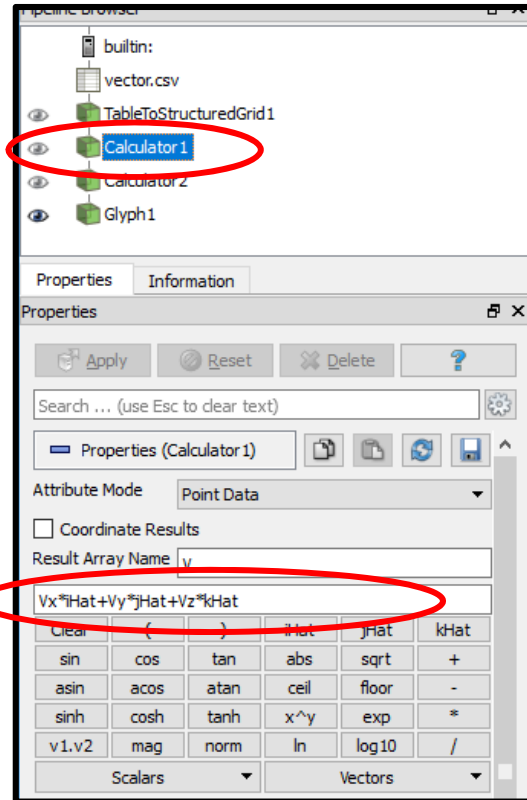 Pipeline Browser
builtin:
vector.csv
TableToStructuredGrid1
Calculator1
Calculator2
Glyph1
Properties Information
Properties
Apply Reset Delete ?
Search ... (use Esc to clear text)
Properties (Calculator1)
Attribute Mode Point Data
Coordinate Results
Result Array Name
Vx*iHat+Vy*jHat+Vz*kHat
Clear ( ) iHat jHat kHat
sin cos tan abs sqrt +
asin acos atan ceil floor -
sinh cosh tanh x^y exp *
v1.v2 mag norm ln log10 /
Scalars Vectors